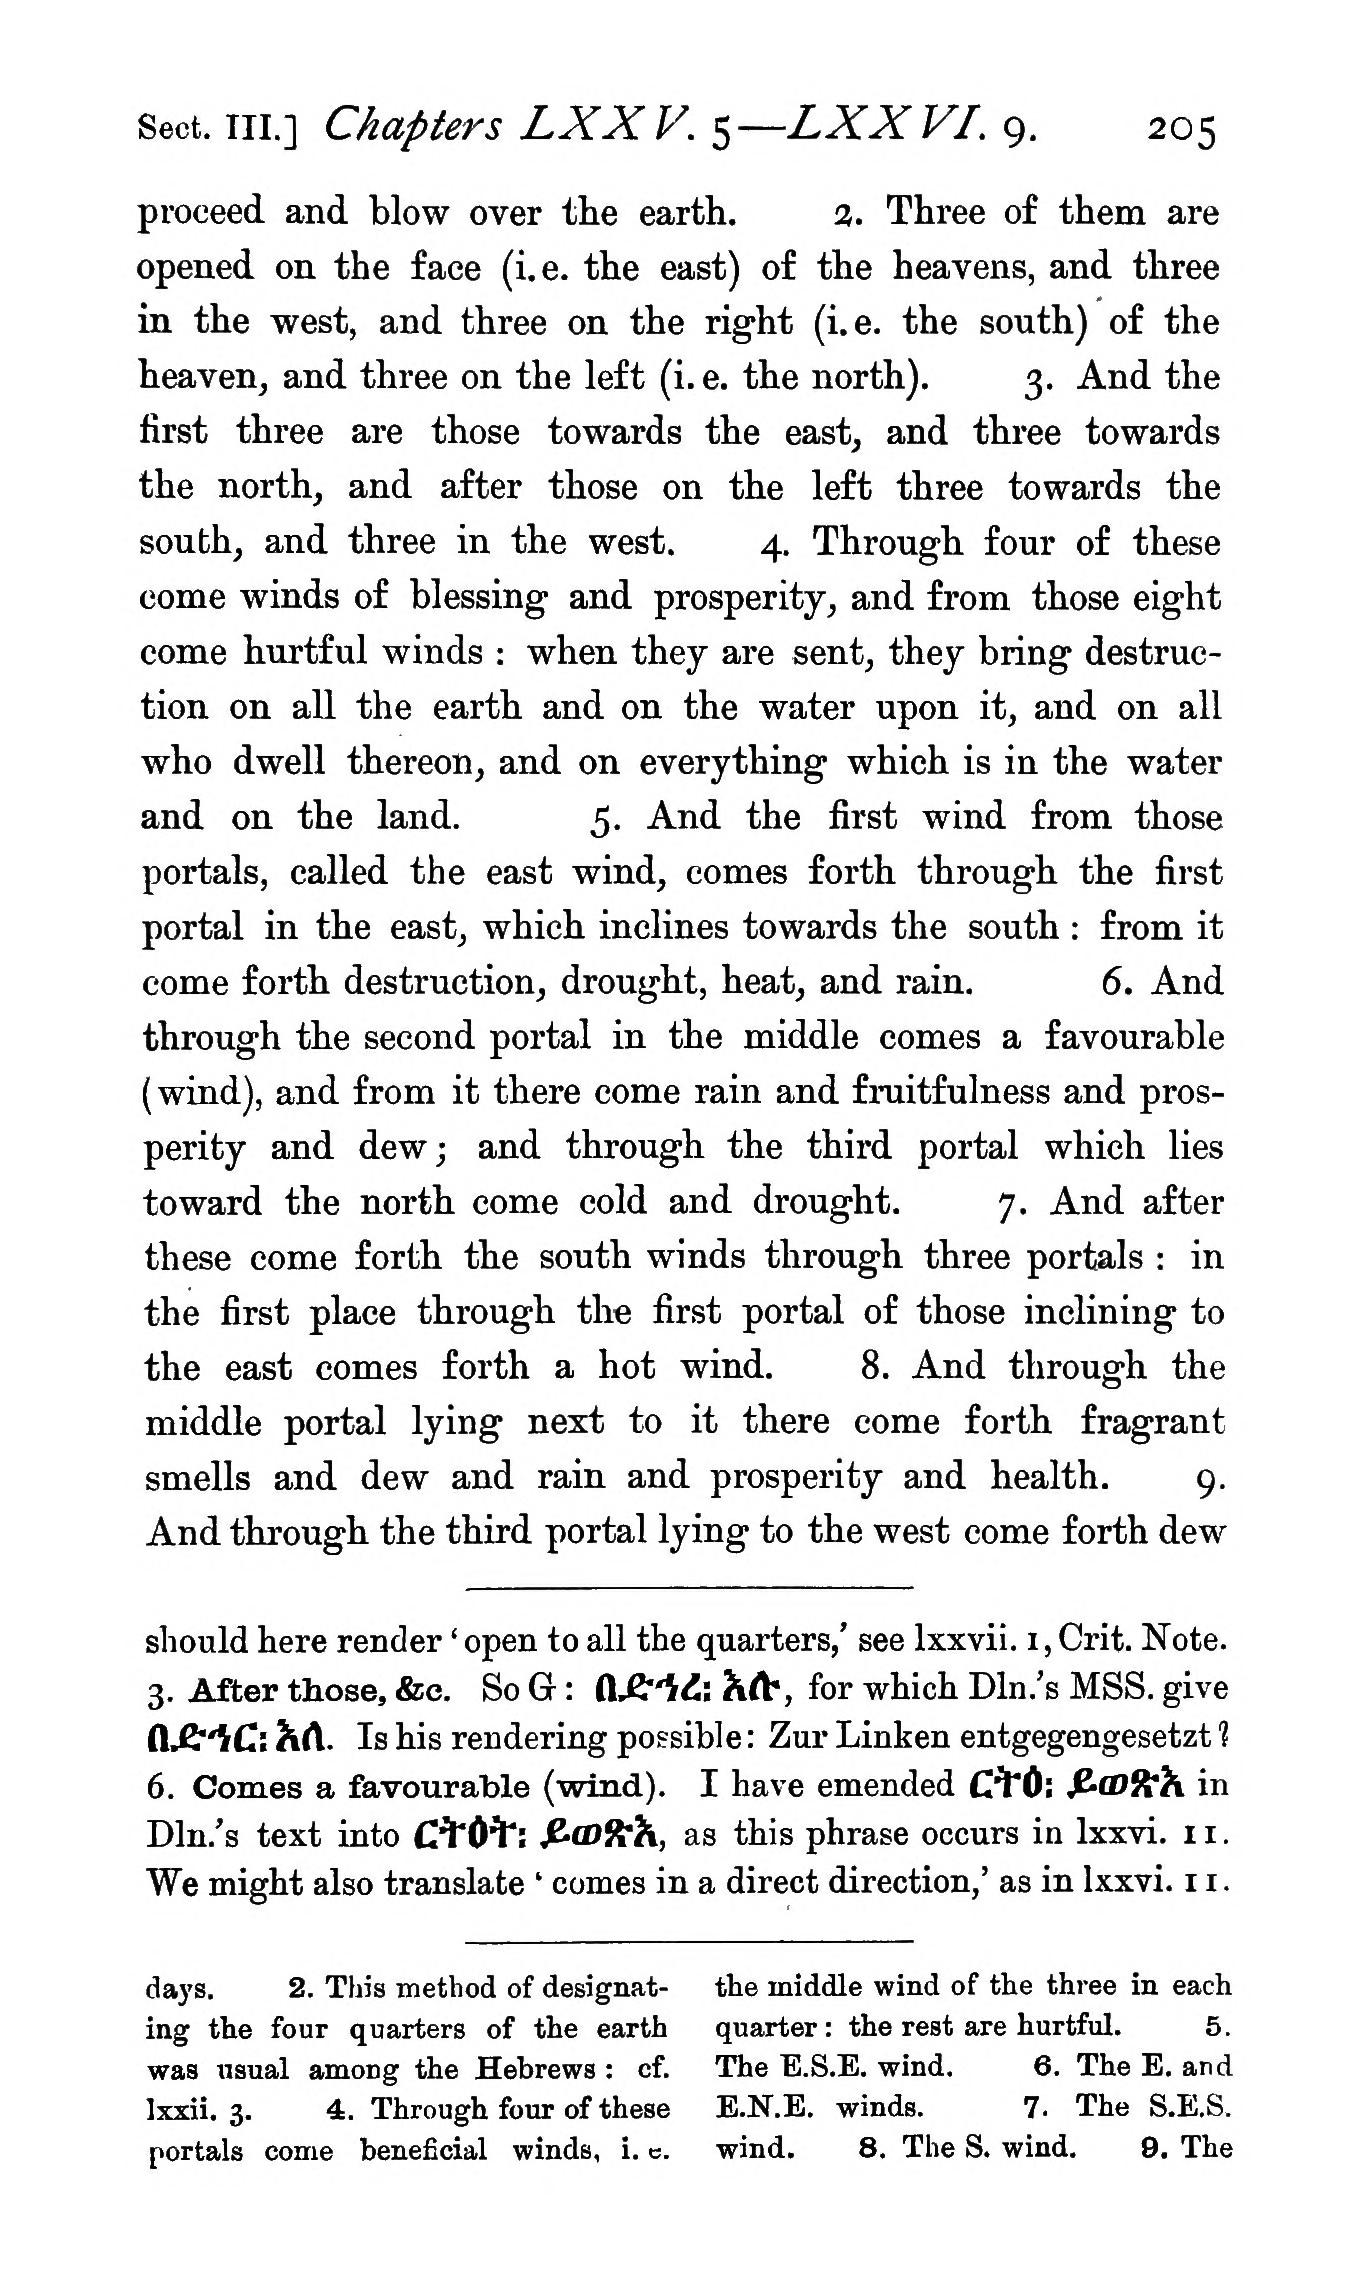 Sect. III.] Chapters LXXV. 5—LXXVI. 9. 205
proceed and blow over the earth. 2. Three of them are
opened on the face (i.e. the east) of the heavens, and three
in the west, and three on the right (i.e. the south) of the
heaven, and three on the left (i.e. the north). 3. And the
first three are those towards the east, and three towards
the north, and after those on the left three towards the
south, and three in the west. 4. Through four of these
come winds of blessing and prosperity, and from those eight
come hurtful winds : when they are sent, they bring destruc-
tion on all the earth and on the water upon it, and on all
who dwell thereon, and on everything which is in the water
and on the land. 5. And the first wind from those
portals, called the east wind, comes forth through the first
portal in the east, which inclines towards the south : from it
come forth destruction, drought, heat, and rain. 6. And
through the second portal in the middle comes a favourable
(wind), and from it there come rain and fruitfulness and pros-
perity and dew ; and through the third portal which lies
toward the north come cold and drought. 7. And after
these come forth the south winds through three portals : in
the first place through the first portal of those inclining to
the east comes forth a hot wind. 8. And through the
middle portal lying next to it there come forth fragrant
smells and dew and rain and prosperity and health. 9.
And through the third portal lying to the west come forth dew
should here render ‘open to all the quarters,’ see lxxvii. 1, Crit. Note.
3. After those, &c. So G : በድኅረ፡ እሉ, for which Dln.’s MSS. give
በድኅር፡ እለ. Is his rendering possible: Zur Linken entgegengesetzt?
6. Comes a favourable (wind). I have emended ርትዕ፡ ይወጽእ in
Dln.’s text into ርትዕት፡ ይወጽእ, as this phrase occurs in lxxvi. 11.
We might also translate ‘comes in a direct direction,’ as in lxxvi. 11.
days. 2. This method of designat-
ing the four quarters of the earth
was usual among the Hebrews : cf.
lxxii. 3. 4. Through four of these
portals come beneficial winds, i. e.
the middle wind of the three in each
quarter : the rest are hurtful. 5.
The E.S.E. wind. 6. The E. and
E.N.E. winds. 7. The S.E.S.
wind. 8. The S. wind. 9. The